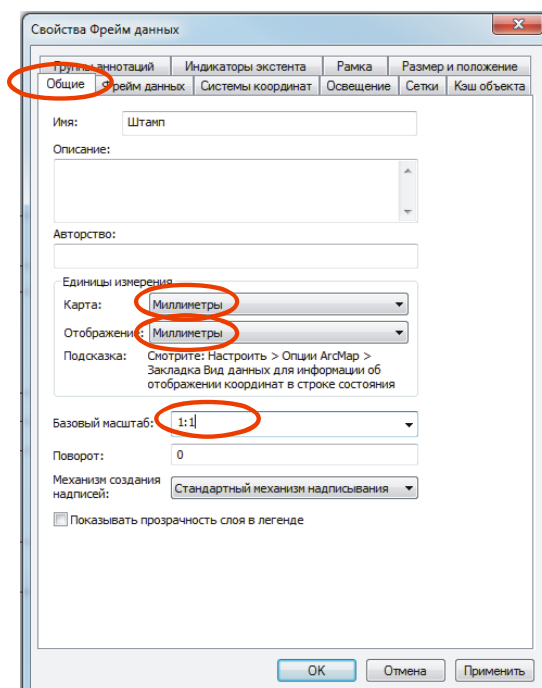 Свойства Фрейм данных
Группы аннотаций Индикаторы экстента Рамка Размер и положение
Общие Фрейм данных Системы координат Освещение Сетки Кэш объекта
Имя: Штамп
Описание:
Авторство:
Единицы измерения
Карта: Миллиметры
Отображение: Миллиметры
Подсказка: Смотрите: Настроить > Опции ArcMap >
Закладка Вид данных для информации об
отображении координат в строке состояния
Базовый масштаб: 1:1
Поворот: 0
Механизм создания
надписей: Стандартный механизм надписывания
Показывать прозрачность слоя в легенде
OK Отмена Применить